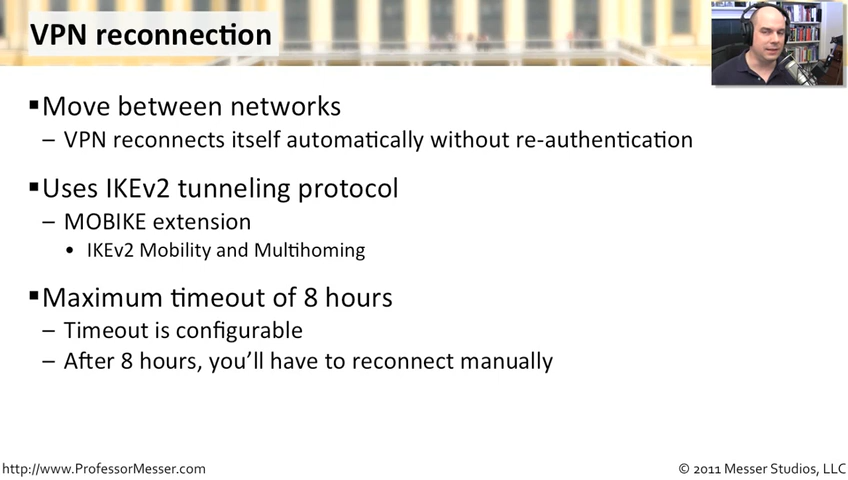 VPN reconnection
▪Move between networks
– VPN reconnects itself automatically without re-authentication
▪Uses IKEv2 tunneling protocol
– MOBIKE extension
• IKEv2 Mobility and Multihoming
▪Maximum timeout of 8 hours
– Timeout is configurable
– After 8 hours, you’ll have to reconnect manually
http://www.ProfessorMesser.com
© 2011 Messer Studios, LLC